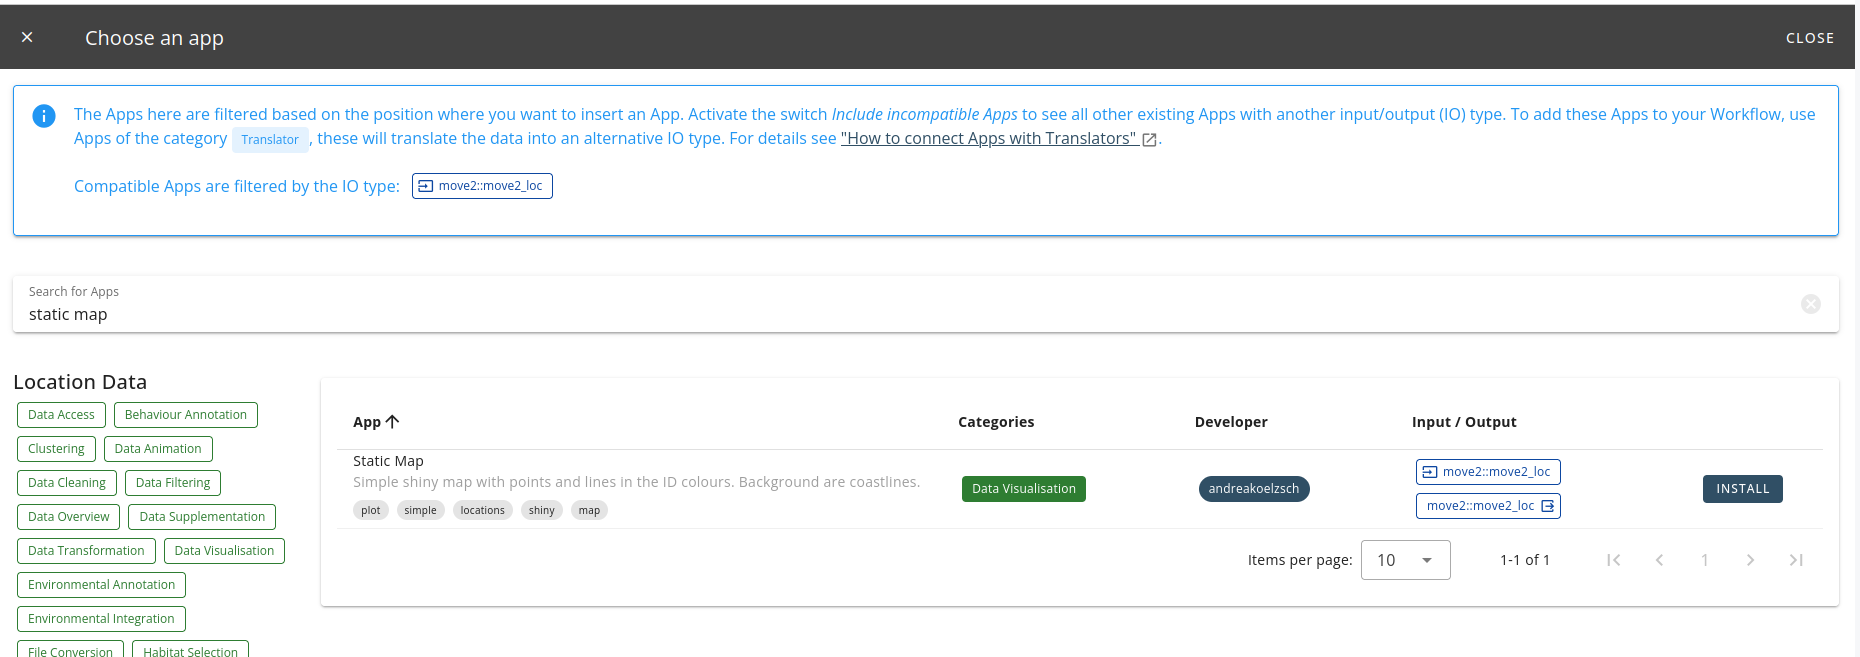 Choose an app
CLOSE
The Apps here are filtered based on the position where you want to insert an App. Activate the switch Include incompatible Apps to see all other existing Apps with another input/output (IO) type. To add these Apps to your Workflow, use
Apps of the category Translator , these will translate the data into an alternative IO type. For details see "How to connect Apps with Translators" .
Compatible Apps are filtered by the IO type: move2::move2_loc
Search for Apps
static map
Location Data
Data Access Behaviour Annotation
Clustering Data Animation
Data Cleaning Data Filtering
Data Overview Data Supplementation
Data Transformation Data Visualisation
Environmental Annotation
Environmental Integration
File Conversion Habitat Selection
App Categories Developer Input / Output
Static Map
Simple shiny map with points and lines in the ID colours. Background are coastlines.
plot simple locations shiny map
Data Visualisation
andreakoelzsch
move2::move2_loc
move2::move2_loc
INSTALL
Items per page: 10 1-1 of 1 1